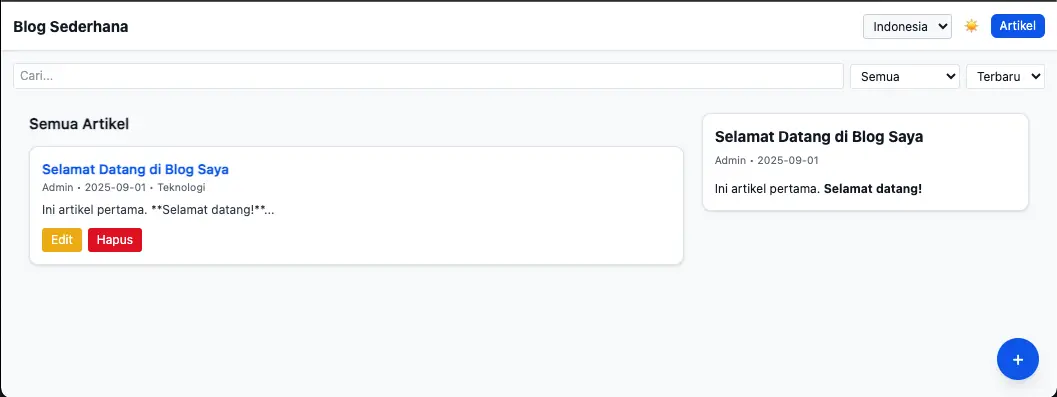 Blog Sederhana
Indonesia
Artikel
Cari...
Semua
Terbaru
Semua Artikel
Selamat Datang di Blog Saya
Admin • 2025-09-01 • Teknologi
Ini artikel pertama. **Selamat datang!**...
Edit
Hapus
Selamat Datang di Blog Saya
Admin • 2025-09-01
Ini artikel pertama. Selamat datang!
+